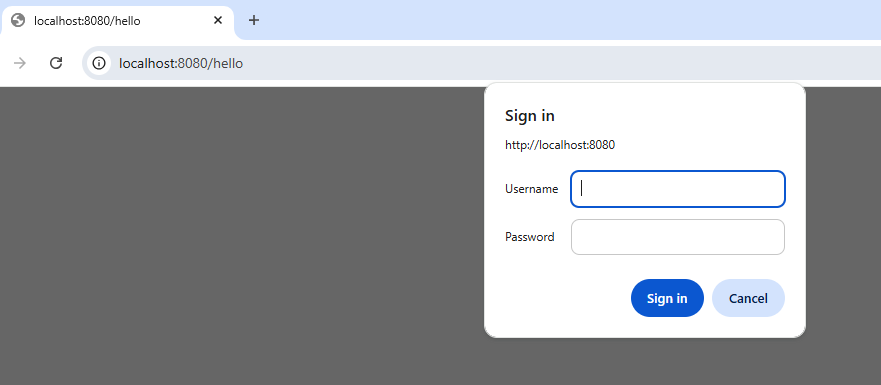 localhost:8080/hello
localhost:8080/hello
Sign in
http://localhost:8080
Username
Password
Sign in Cancel